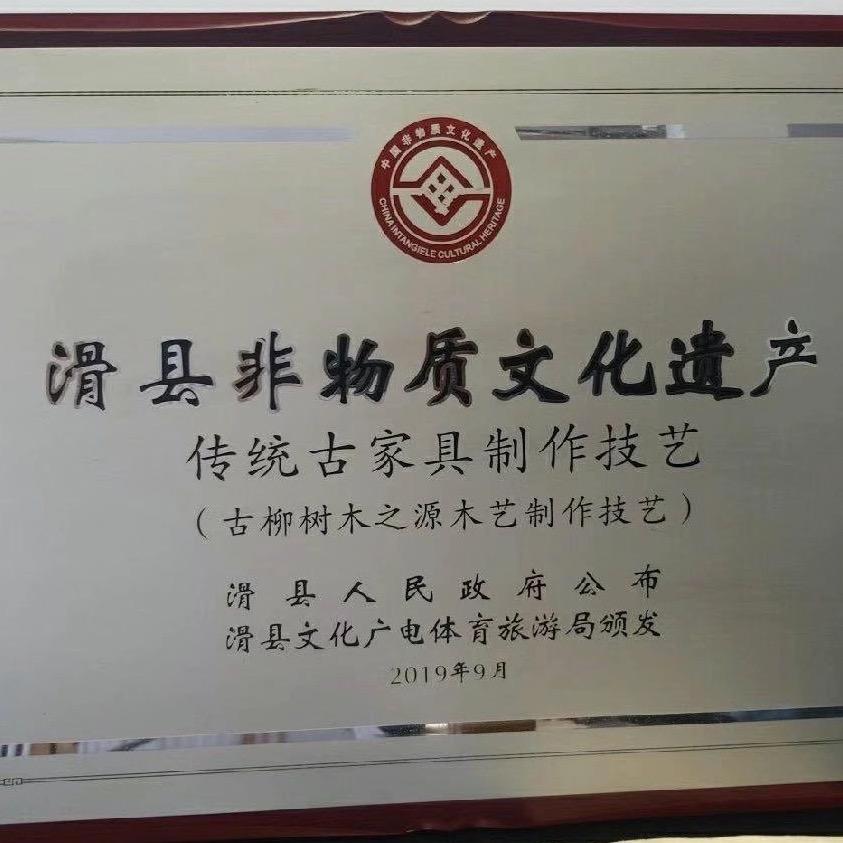 中国非物质文化遗产
CHINA INTANGIELE CULTURAL HERITAGE
滑县非物质文化遗产
传统古家具制作技艺
（古柳树木之源木艺制作技艺）
滑县人民政府公布
滑县文化广电体育旅游局颁发
2019年9月